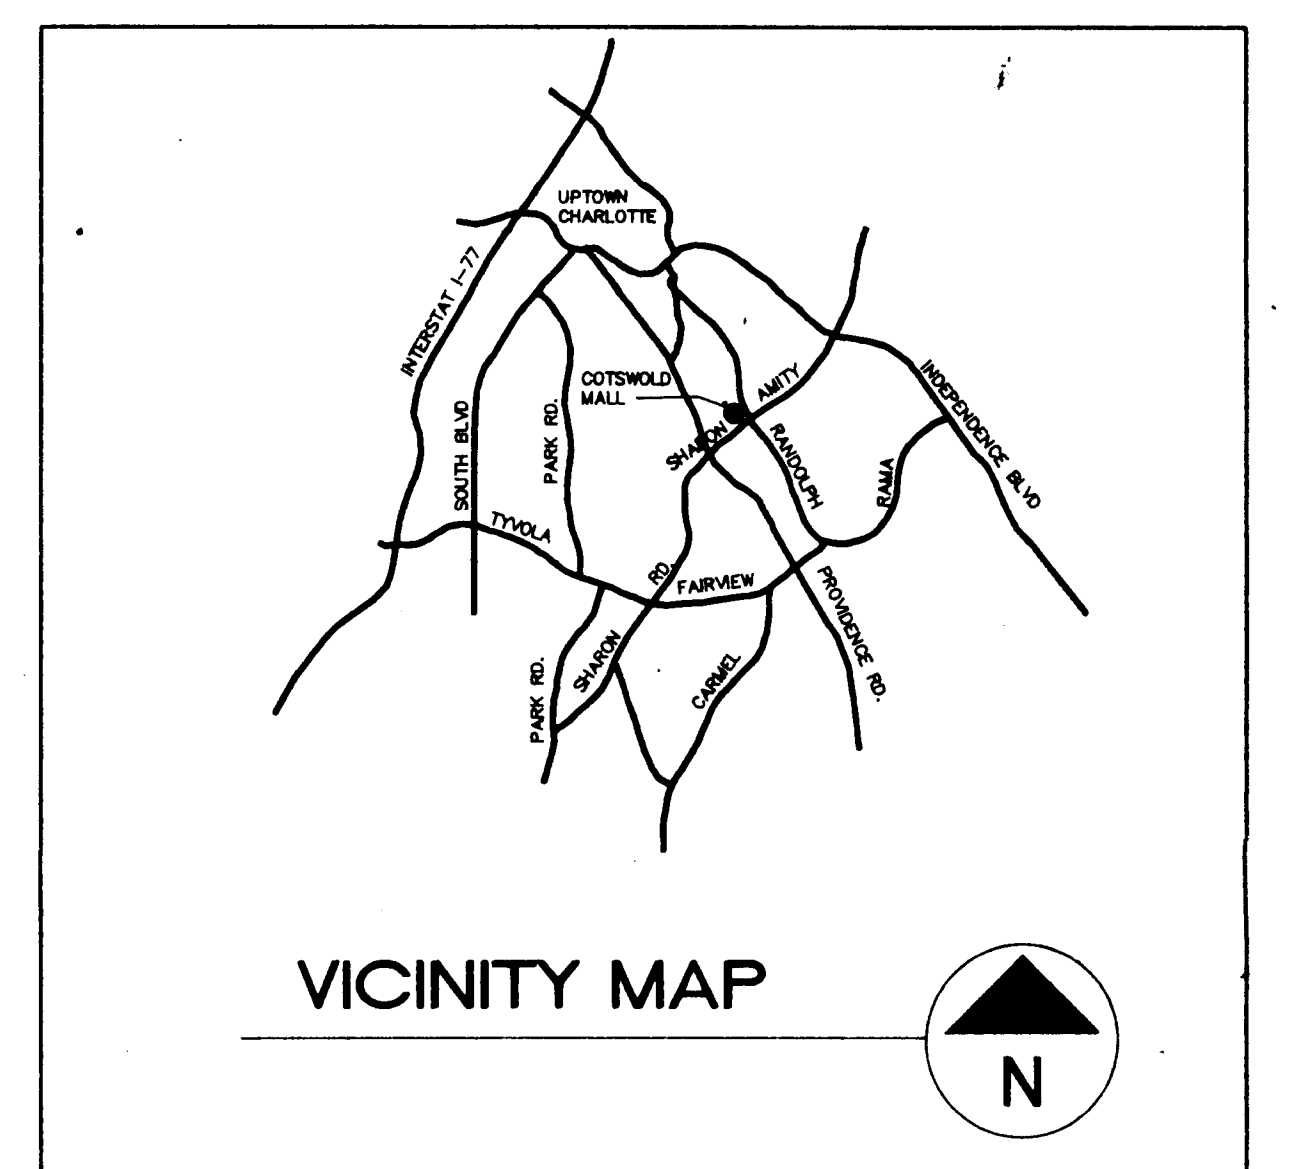 UPTOWN
CHARLOTTE
INTERSTAT I-77
COTSWOLD
MALL
AMITY
INDEPENDENCE BLVD
SOUTH BLVD
PARK RD.
SHARON
RANDOLPH
RAMA
TYVOLA
RD.
FAIRVIEW
PROVIDENCE RD.
PARK RD.
SHARON
CARMEL
VICINITY MAP
N